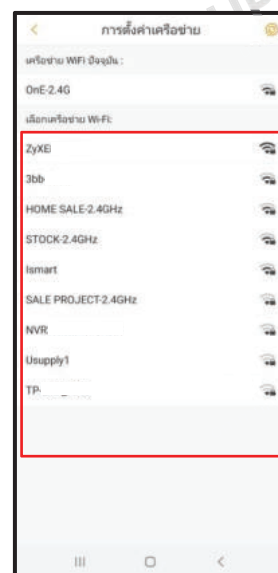 การตั้งค่าเครือข่าย
เครือข่าย WiFi ปัจจุบัน :
OnE-2.4G
เลือกเครือข่าย Wi-Fi:
ZyXE
3bb
HOME SALE-2.4GHz
STOCK-2.4GHz
Ismart
SALE PROJECT-2.4GHz
NVR
Usupply1
TP-